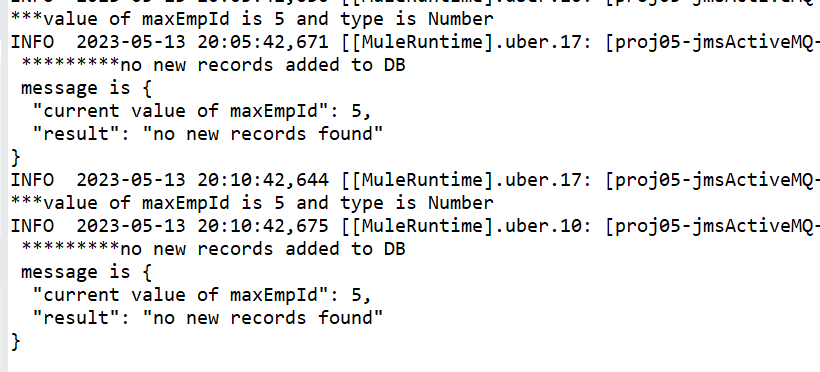 ***value of maxEmpId is 5 and type is Number
INFO  2023-05-13 20:05:42,671 [[MuleRuntime].uber.17: [proj05-jmsActiveMQ-
 *********no new records added to DB
 message is {
  "current value of maxEmpId": 5,
  "result": "no new records found"
}
INFO  2023-05-13 20:10:42,644 [[MuleRuntime].uber.17: [proj05-jmsActiveMQ-
***value of maxEmpId is 5 and type is Number
INFO  2023-05-13 20:10:42,675 [[MuleRuntime].uber.10: [proj05-jmsActiveMQ-
 *********no new records added to DB
 message is {
  "current value of maxEmpId": 5,
  "result": "no new records found"
}